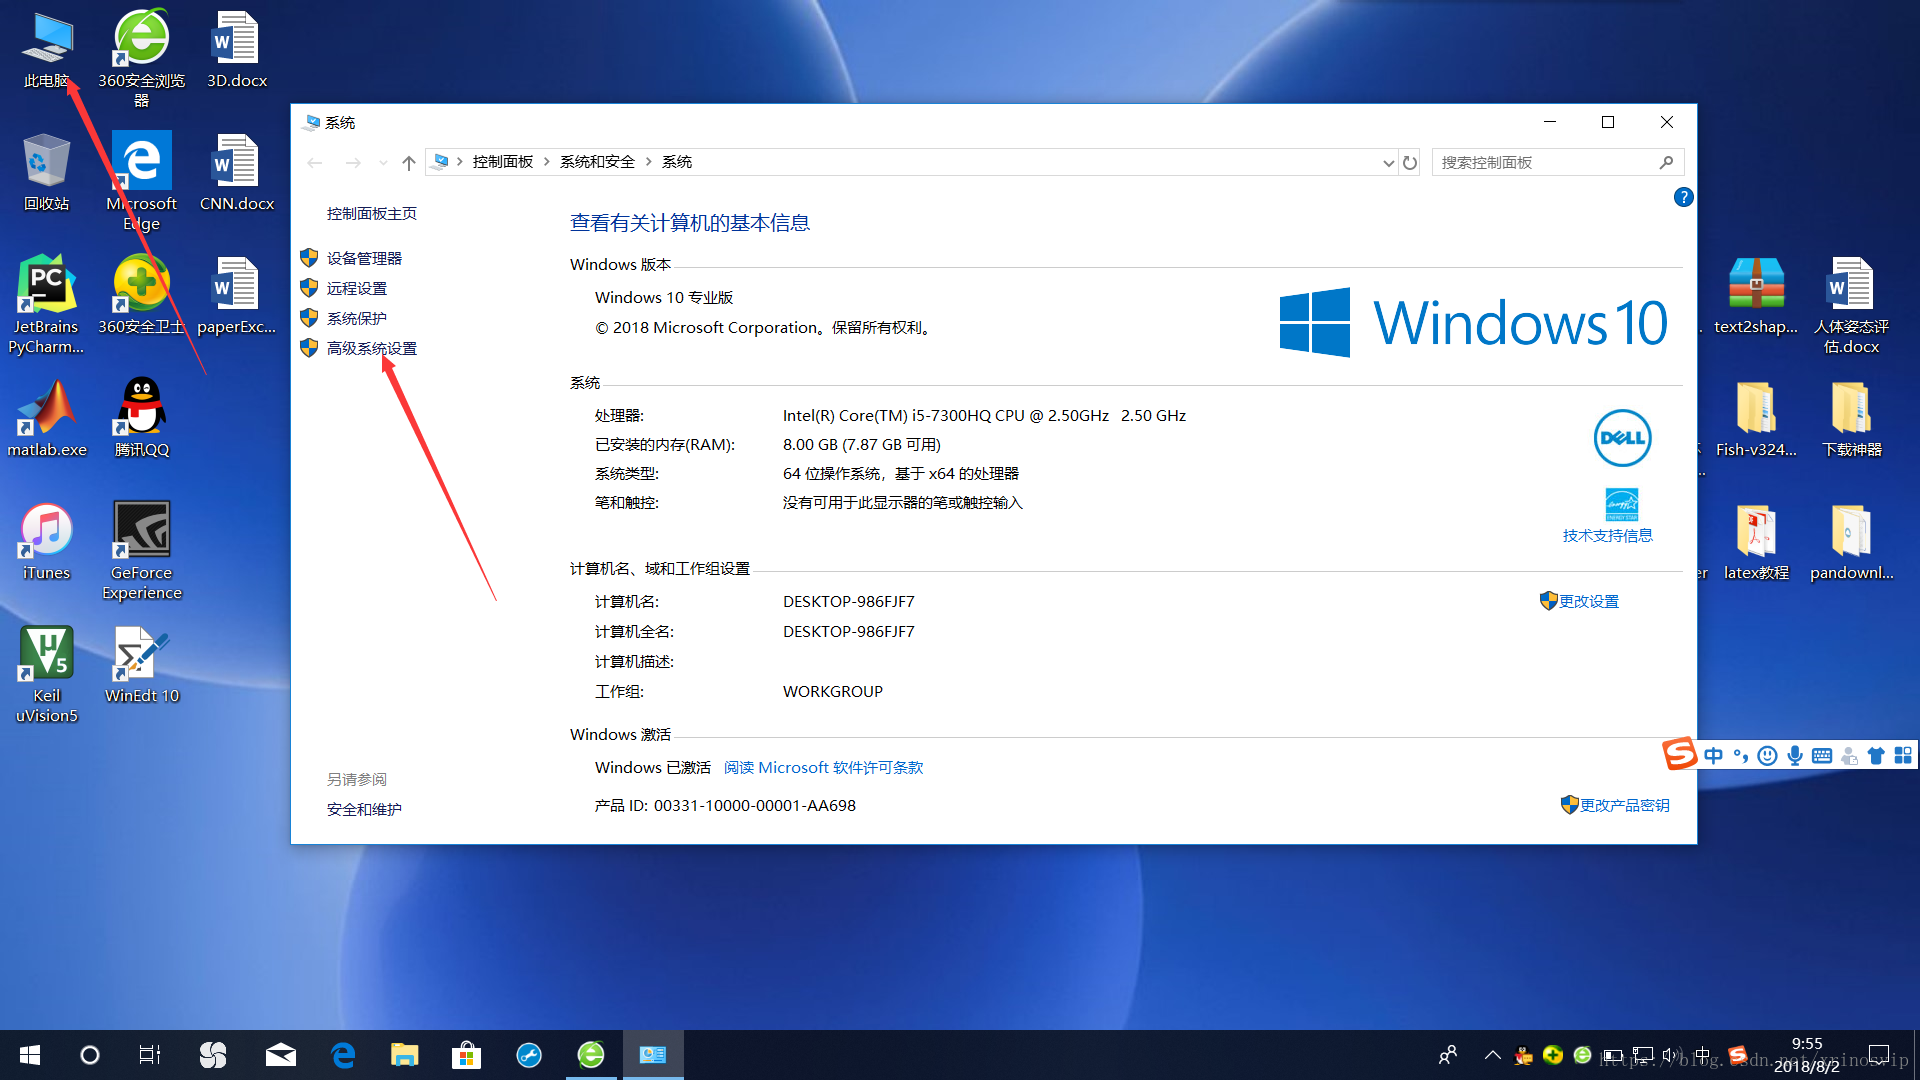 此电脑
360安全浏览
器
3D.docx
回收站
Microsoft
Edge
CNN.docx
JetBrains
PyCharm...
360安全卫士
paperExc...
matlab.exe
腾讯QQ
iTunes
GeForce
Experience
Keil
uVision5
WinEdt 10
系统
控制面板 系统和安全 系统
搜索控制面板
控制面板主页
设备管理器
远程设置
系统保护
高级系统设置
另请参阅
安全和维护
查看有关计算机的基本信息
Windows 版本
Windows 10 专业版
© 2018 Microsoft Corporation。保留所有权利。
Windows 10
系统
处理器: Intel(R) Core(TM) i5-7300HQ CPU @ 2.50GHz 2.50 GHz
已安装的内存(RAM): 8.00 GB (7.87 GB 可用)
系统类型: 64 位操作系统，基于 x64 的处理器
笔和触控: 没有可用于此显示器的笔或触控输入
DELL
ENERGY STAR
技术支持信息
计算机名、域和工作组设置
计算机名: DESKTOP-986FJF7
更改设置
计算机全名: DESKTOP-986FJF7
计算机描述:
工作组: WORKGROUP
Windows 激活
Windows 已激活 阅读 Microsoft 软件许可条款
产品 ID: 00331-10000-00001-AA698
更改产品密钥
text2shap...
人体姿态评
估.docx
Fish-v324...
下载神器
latex教程
pandownl...
中
中
9:55
2018/8/2